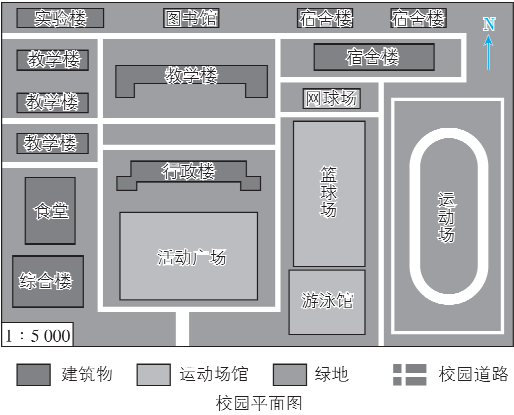 实验楼
图书馆
宿舍楼
宿舍楼
N
教学楼
教学楼
宿舍楼
教学楼
网球场
教学楼
行政楼
篮球场
运动场
食堂
活动广场
综合楼
游泳馆
1∶5 000
建筑物
运动场馆
绿地
校园道路
校园平面图